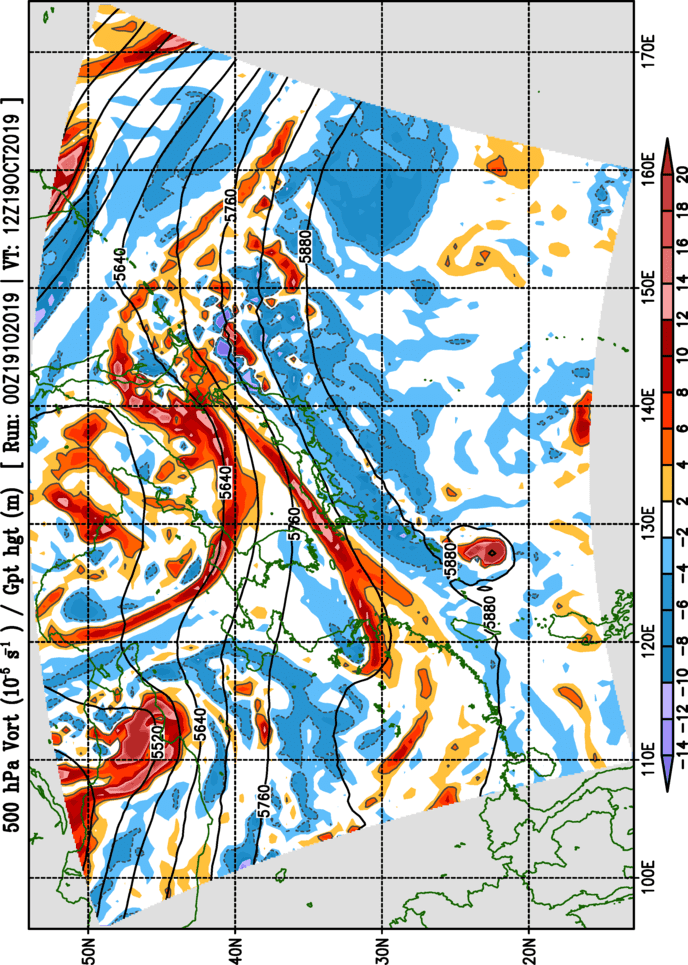 500 hPa Vort (10⁻⁵ s⁻¹) / Gpt hgt (m) [ Run: 00Z19102019 | VT: 12Z19OCT2019 ]
50N
40N
30N
20N
5520
5640
5760
5640
5760
5880
5880
5640
5760
5880
100E
110E
120E
130E
140E
150E
160E
170E
−14 −12 −10 −8 −6 −4 −2 2 4 6 8 10 12 14 16 18 20